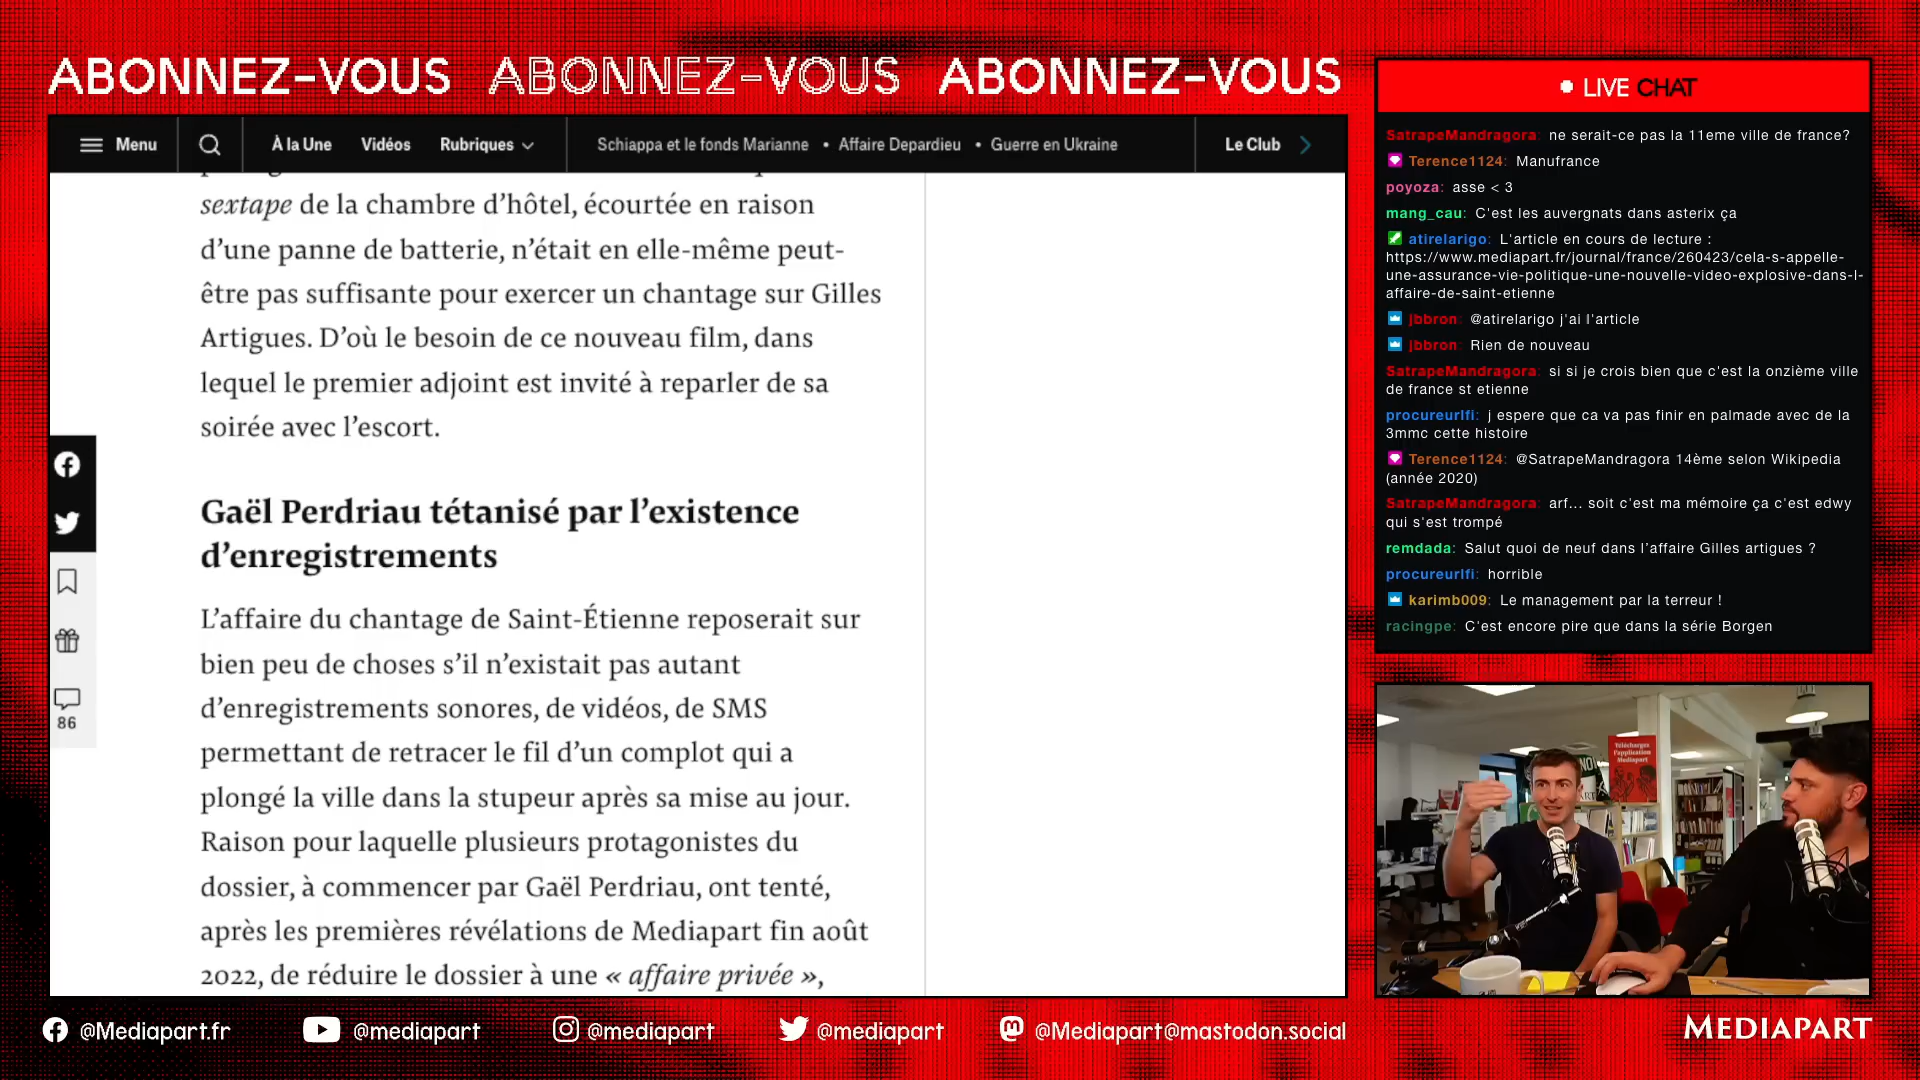 ABONNEZ-VOUS ABONNEZ-VOUS ABONNEZ-VOUS
Menu À la Une Vidéos Rubriques Schiappa et le fonds Marianne • Affaire Depardieu • Guerre en Ukraine Le Club
sextape de la chambre d’hôtel, écourtée en raison
d’une panne de batterie, n’était en elle-même peut-
être pas suffisante pour exercer un chantage sur Gilles
Artigues. D’où le besoin de ce nouveau film, dans
lequel le premier adjoint est invité à reparler de sa
soirée avec l’escort.
Gaël Perdriau tétanisé par l’existence
d’enregistrements
L’affaire du chantage de Saint-Étienne reposerait sur
bien peu de choses s’il n’existait pas autant
d’enregistrements sonores, de vidéos, de SMS
permettant de retracer le fil d’un complot qui a
plongé la ville dans la stupeur après sa mise au jour.
Raison pour laquelle plusieurs protagonistes du
dossier, à commencer par Gaël Perdriau, ont tenté,
après les premières révélations de Mediapart fin août
2022, de réduire le dossier à une « affaire privée »,
86
LIVE CHAT
SatrapeMandragora: ne serait-ce pas la 11eme ville de france?
Terence1124: Manufrance
poyoza: asse < 3
mang_cau: C'est les auvergnats dans asterix ça
atirelarigo: L'article en cours de lecture :
https://www.mediapart.fr/journal/france/260423/cela-s-appelle-
une-assurance-vie-politique-une-nouvelle-video-explosive-dans-l-
affaire-de-saint-etienne
jbbron: @atirelarigo j'ai l'article
jbbron: Rien de nouveau
SatrapeMandragora: si si je crois bien que c'est la onzième ville
de france st etienne
procureurlfi: j espere que ca va pas finir en palmade avec de la
3mmc cette histoire
Terence1124: @SatrapeMandragora 14ème selon Wikipedia
(année 2020)
SatrapeMandragora: arf... soit c'est ma mémoire ça c'est edwy
qui s'est trompé
remdada: Salut quoi de neuf dans l'affaire Gilles artigues ?
procureurlfi: horrible
karimb009: Le management par la terreur !
racingpe: C'est encore pire que dans la série Borgen
Téléchargez
l'application
Mediapart
@Mediapart.fr @mediapart @mediapart @mediapart @Mediapart@mastodon.social
MEDIAPART